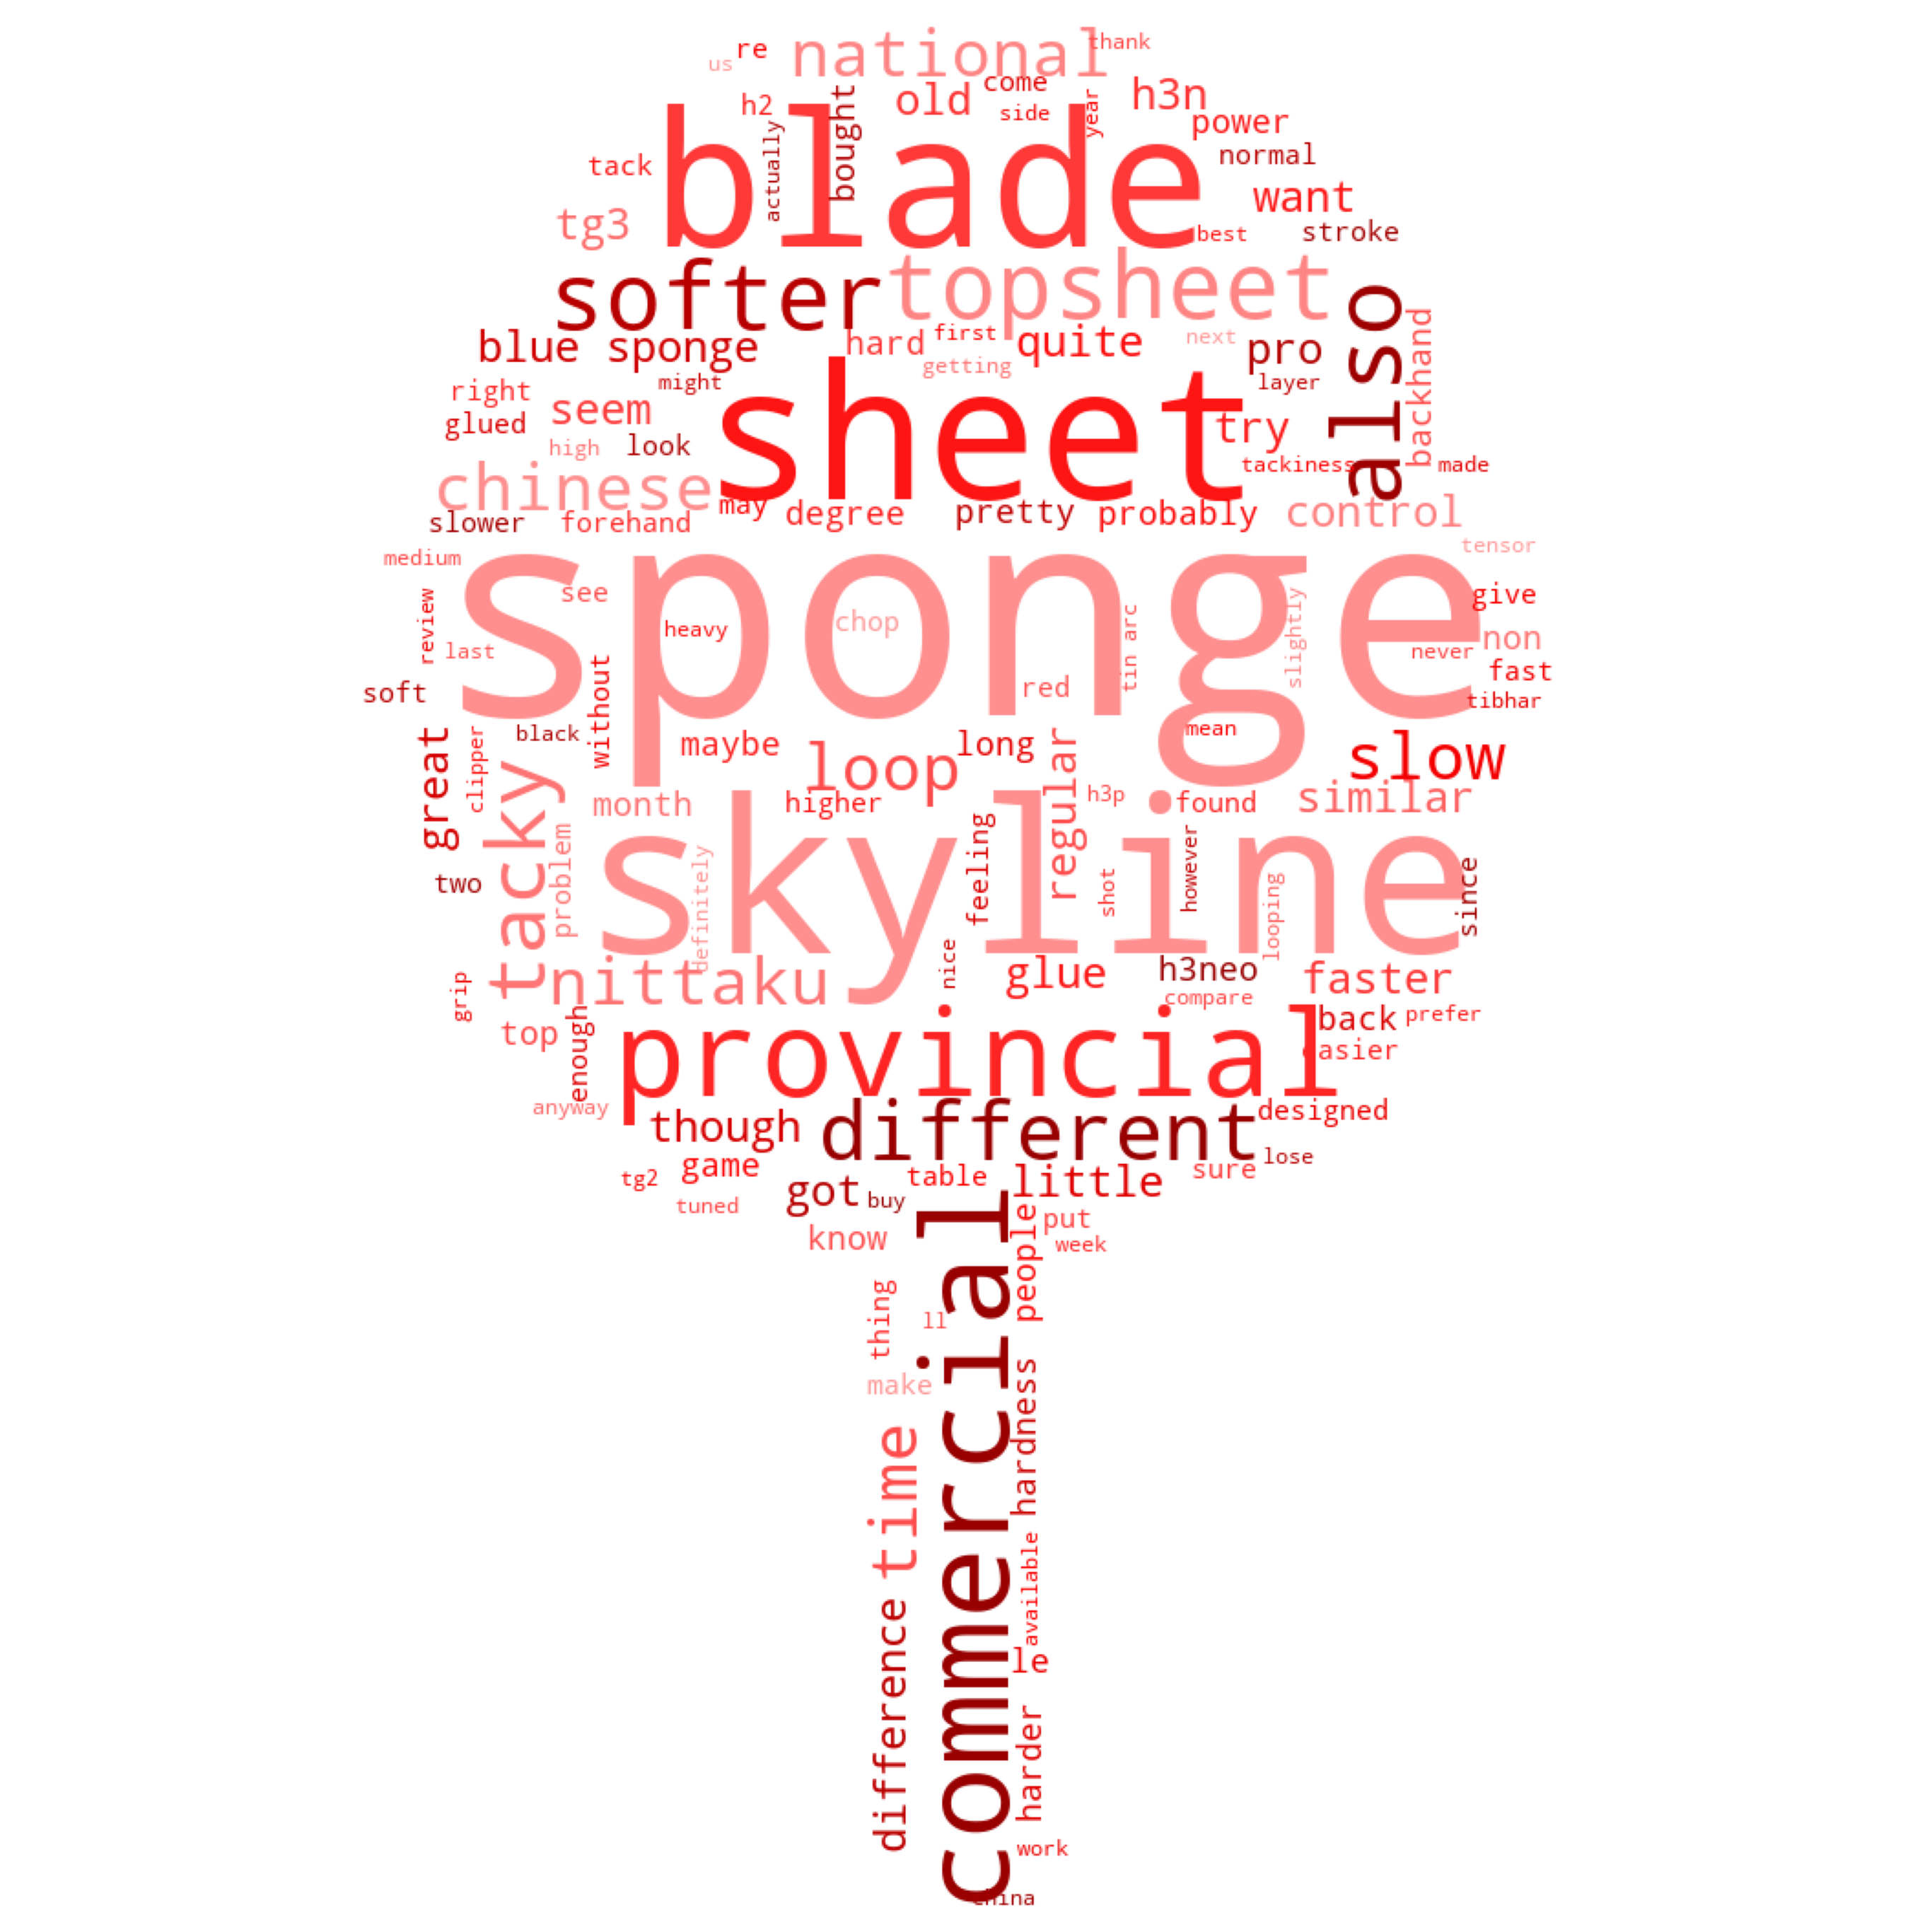 national
thank
re
us
come
h3n
old
h2
bought
side
year
power
blade
actually
normal
tack
want
tg3
best
stroke
softer
topsheet
also
blue sponge
hard
first
quite
next
pro
backhand
getting
might
layer
right
seem
sheet
try
glued
high
look
tackiness
made
chinese
may
degree
pretty
probably
control
slower
forehand
medium
sponge
tensor
see
give
review
heavy
chop
tin arc
slightly
non
last
never
fast
soft
without
red
tibhar
great
clipper
black
maybe
loop
long
regular
mean
slow
tacky
month
higher
h3p
found
similar
problem
skyline
feeling
shot
however
two
definitely
looping
since
nittaku
nice
glue
h3neo
faster
grip
compare
top
enough
provincial
back
prefer
easier
anyway
though
different
designed
tg2
game
table
little
sure
lose
tuned
got
buy
commercial
people
put
know
week
thing
ll
make
hardness
time
available
difference
le
harder
work
china